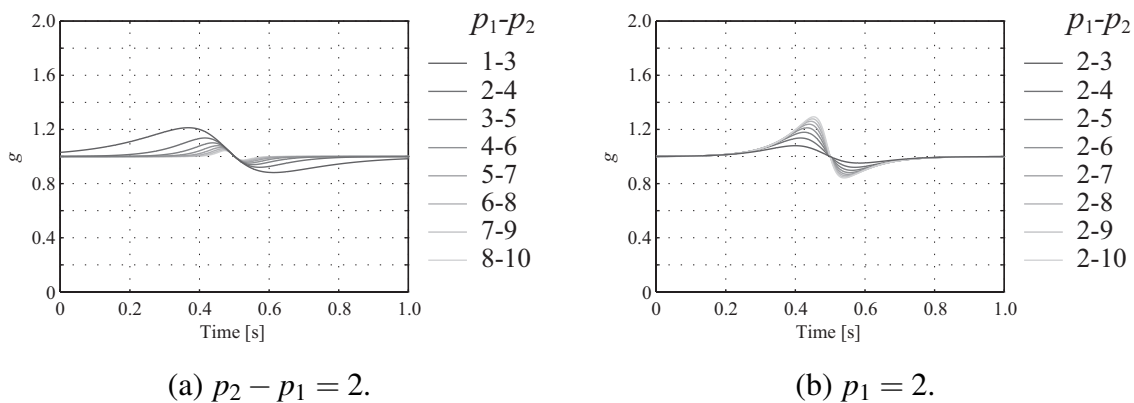 2.0
1.6
1.2
0.8
0.4
0
g
0 0.2 0.4 0.6 0.8 1.0
Time [s]
p₁-p₂
1-3
2-4
3-5
4-6
5-7
6-8
7-9
8-10
(a) p₂ − p₁ = 2.
2.0
1.6
1.2
0.8
0.4
0
g
0 0.2 0.4 0.6 0.8 1.0
Time [s]
p₁-p₂
2-3
2-4
2-5
2-6
2-7
2-8
2-9
2-10
(b) p₁ = 2.